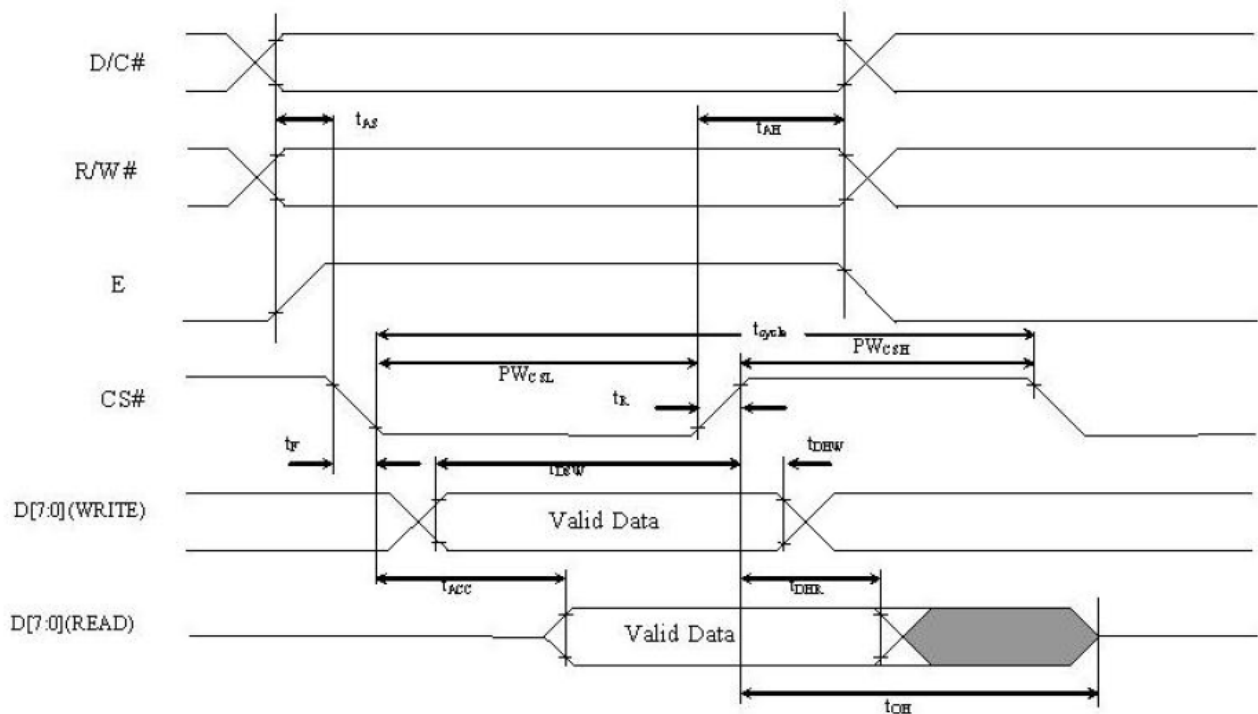 D/C#
tAS
tAH
R/W#
E
tcycle
PWCSL
PWCSH
CS#
tR
tF
tDSW
tDHW
D[7:0](WRITE)
Valid Data
tACC
tDHR
D[7:0](READ)
Valid Data
tOH